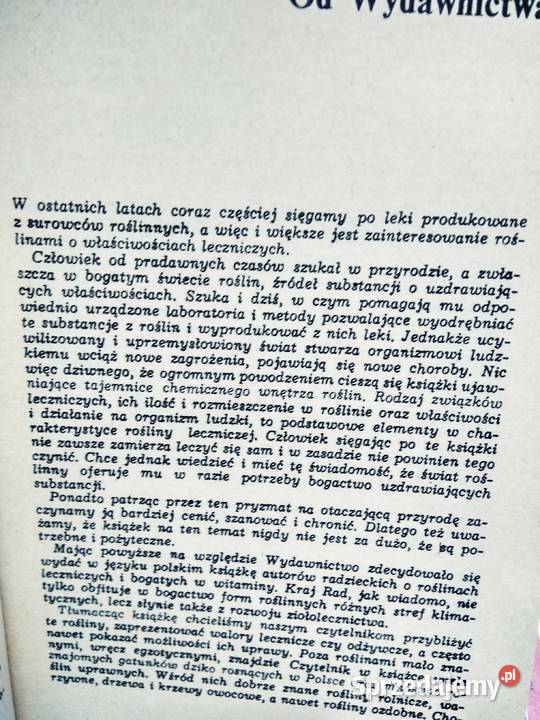 Od Wydawnictwa
W ostatnich latach coraz częściej sięgamy po leki produkowane
z surowców roślinnych, a więc i większe jest zainteresowanie roś-
linami o właściwościach leczniczych.
Człowiek od pradawnych czasów szukał w przyrodzie, a zwła-
szcza w bogatym świecie roślin, źródeł substancji o uzdrawiają-
cych właściwościach. Szuka i dziś, w czym pomagają mu odpo-
wiednio urządzone laboratoria i metody pozwalające wyodrębniać
te substancje z roślin i wyprodukować z nich leki. Jednakże ucy-
wilizowany i uprzemysłowiony świat stwarza organizmowi ludz-
kiemu wciąż nowe zagrożenia, pojawiają się nowe choroby. Nic
więc dziwnego, że ogromnym powodzeniem cieszą się książki ujaw-
niające tajemnice chemicznego wnętrza roślin. Rodzaj związków
leczniczych, ich ilość i rozmieszczenie w roślinie oraz właściwości
i działanie na organizm ludzki, to podstawowe elementy w cha-
rakterystyce rośliny leczniczej. Człowiek sięgając po te książki
nie zawsze zamierza leczyć się sam i w zasadzie nie powinien tego
czynić. Chce jednak wiedzieć i mieć tę świadomość, że świat roś-
linny oferuje mu w razie potrzeby bogactwo uzdrawiających
substancji.
Ponadto patrząc przez ten pryzmat na otaczającą przyrodę za-
czynamy ją bardziej cenić, szanować i chronić. Dlatego też uwa-
żamy, że książek na ten temat nigdy nie jest za dużo, że są po-
trzebne i pożyteczne.
Mając powyższe na względzie Wydawnictwo zdecydowało się
wydać w języku polskim książkę autorów radzieckich o roślinach
leczniczych i bogatych w witaminy. Kraj Rad, jak wiadomo, nie
tylko obfituje w bogactwo form roślinnych różnych stref klima-
tycznych, lecz słynie także z rozwoju ziołolecznictwa.
Tłumacząc książkę chcieliśmy naszym czytelnikom przybliżyć
te rośliny, zaprezentować walory lecznicze czy odżywcze, a często
nawet pokazać możliwości ich uprawy. Poza roślinami mało zna-
nymi, wręcz egzotycznymi, znajdzie Czytelnik w książce wiele
znajomych gatunków dziko rosnących w Polsce oraz
ślin uprawnych. Wśród nich dobrze znane rośliny rolnicze, wa-
rzywne, drzewa i krzewy owocowe, a nawet rośliny ozdobne. Cho-
Sprzedajemy.pl